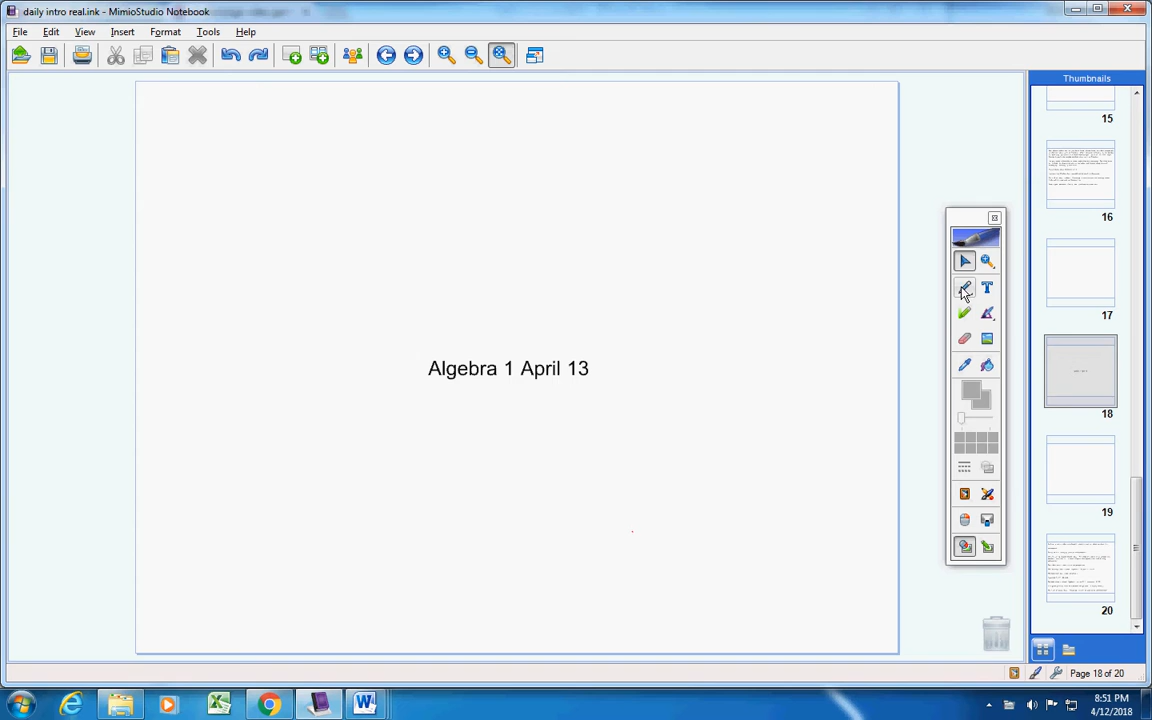 daily intro real.ink - MimioStudio Notebook
File Edit View Insert Format Tools Help
Thumbnails
15
16
17
18
19
20
Algebra 1 April 13
T
Page 18 of 20
8:51 PM
4/12/2018